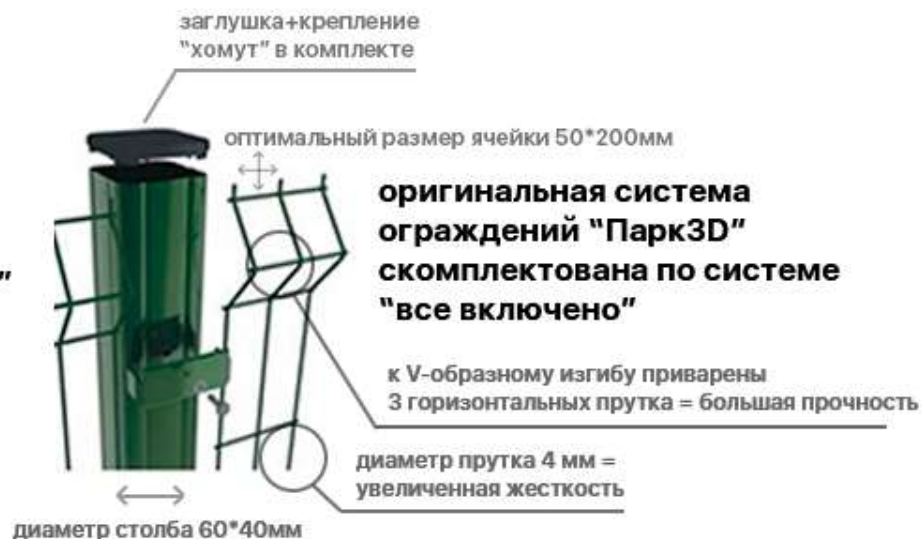 заглушка+крепление
“хомут” в комплекте
оптимальный размер ячейки 50*200мм
оригинальная система
ограждений “Парк3D”
скомплектована по системе
“все включено”
”
к V-образному изгибу приварены
3 горизонтальных прутка = большая прочность
диаметр прутка 4 мм =
увеличенная жесткость
диаметр столба 60*40мм